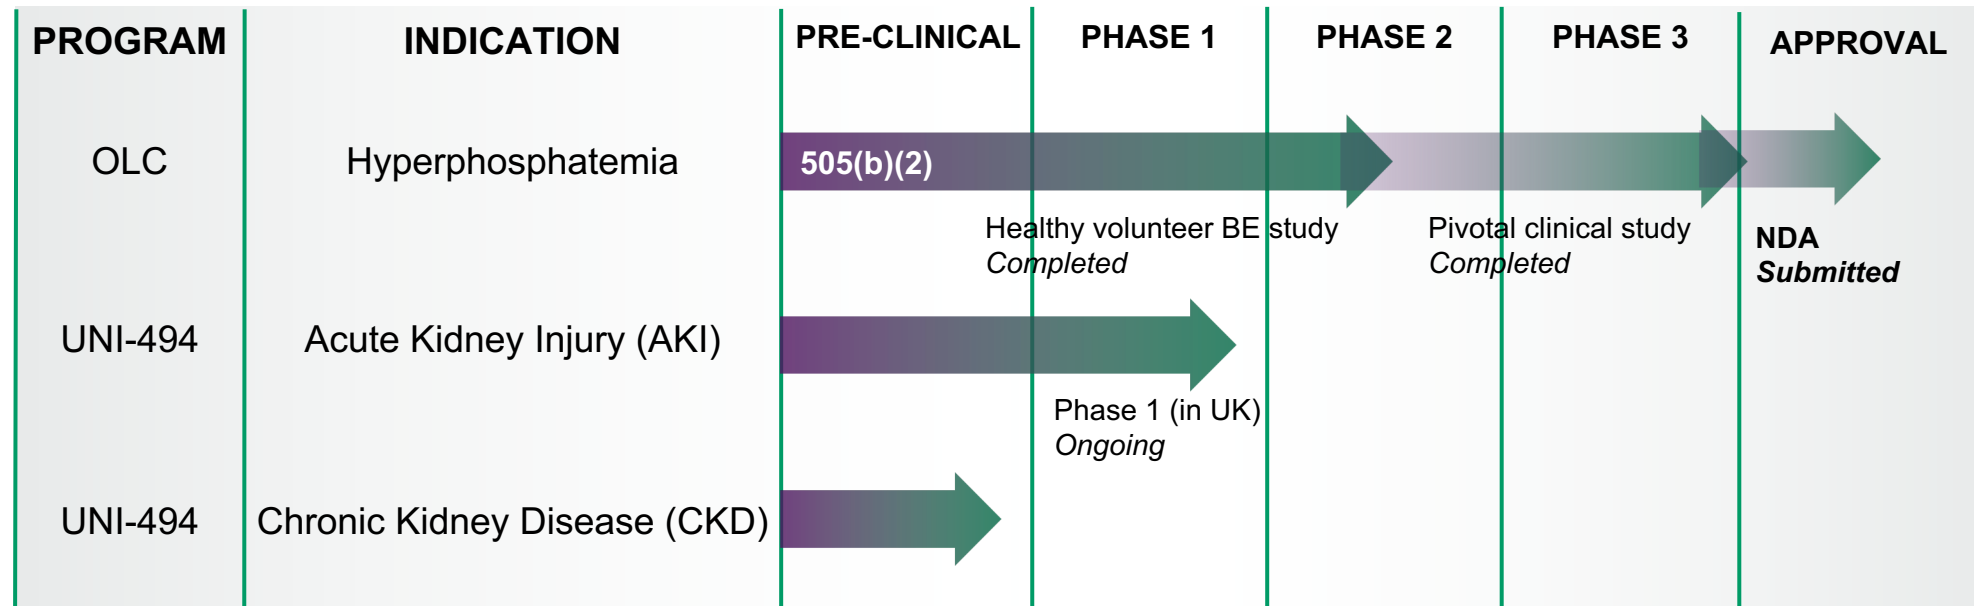 PROGRAM
INDICATION
PRE-CLINICAL
PHASE 1
PHASE 2
PHASE 3
APPROVAL
OLC
Hyperphosphatemia
505(b)(2)
Healthy volunteer BE study
Completed
Pivotal clinical study
Completed
NDA
Submitted
UNI-494
Acute Kidney Injury (AKI)
Phase 1 (in UK)
Ongoing
UNI-494
Chronic Kidney Disease (CKD)